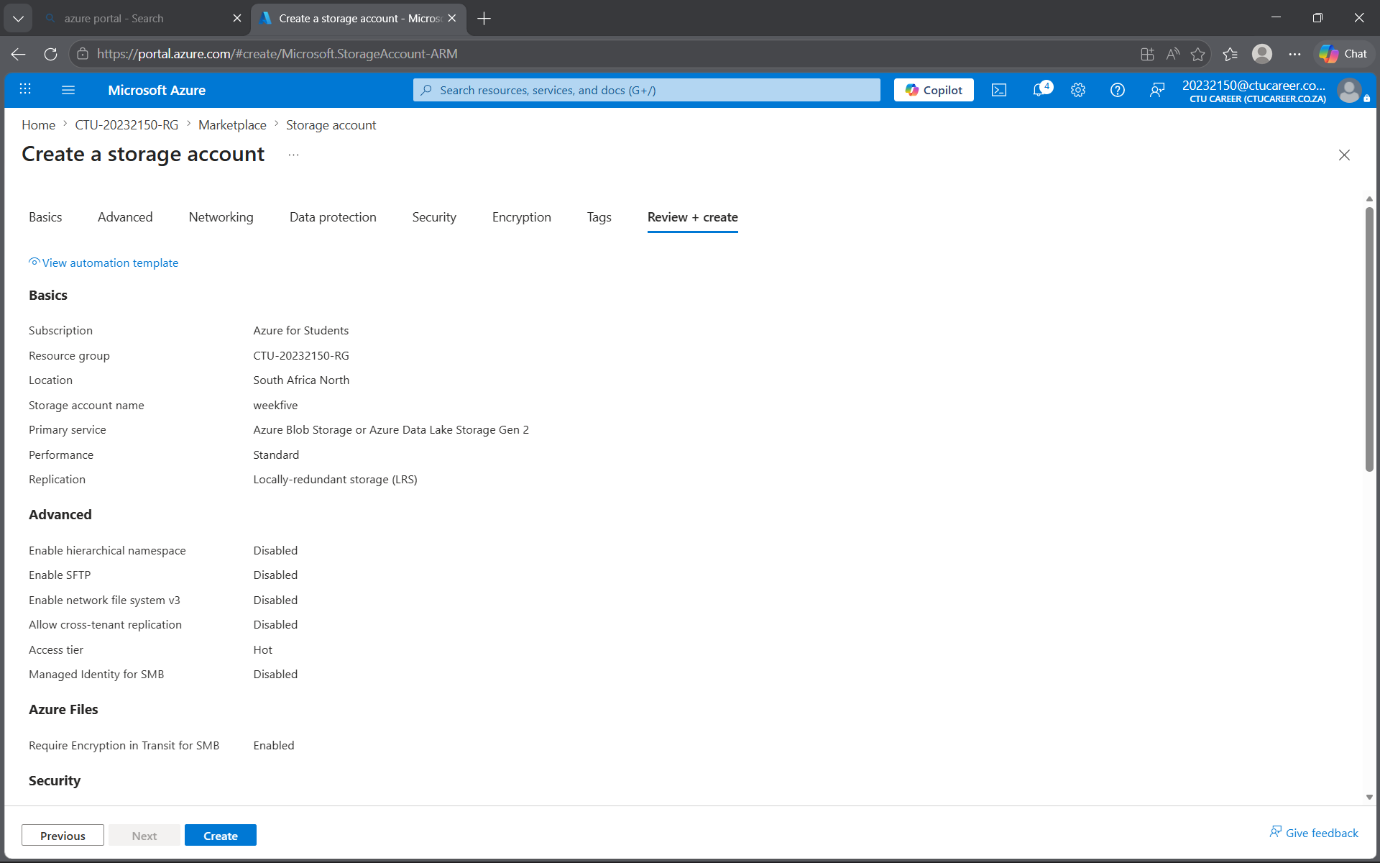 azure portal - Search
Create a storage account - Micros
https://portal.azure.com/#create/Microsoft.StorageAccount-ARM
Chat
Microsoft Azure
Search resources, services, and docs (G+/)
Copilot
4
20232150@ctucareer.co...
CTU CAREER (CTUCAREER.CO.ZA)
Home > CTU-20232150-RG > Marketplace > Storage account
Create a storage account ...
Basics Advanced Networking Data protection Security Encryption Tags Review + create
View automation template
Basics
Subscription Azure for Students
Resource group CTU-20232150-RG
Location South Africa North
Storage account name weekfive
Primary service Azure Blob Storage or Azure Data Lake Storage Gen 2
Performance Standard
Replication Locally-redundant storage (LRS)
Advanced
Enable hierarchical namespace Disabled
Enable SFTP Disabled
Enable network file system v3 Disabled
Allow cross-tenant replication Disabled
Access tier Hot
Managed Identity for SMB Disabled
Azure Files
Require Encryption in Transit for SMB Enabled
Security
Previous Next Create
Give feedback